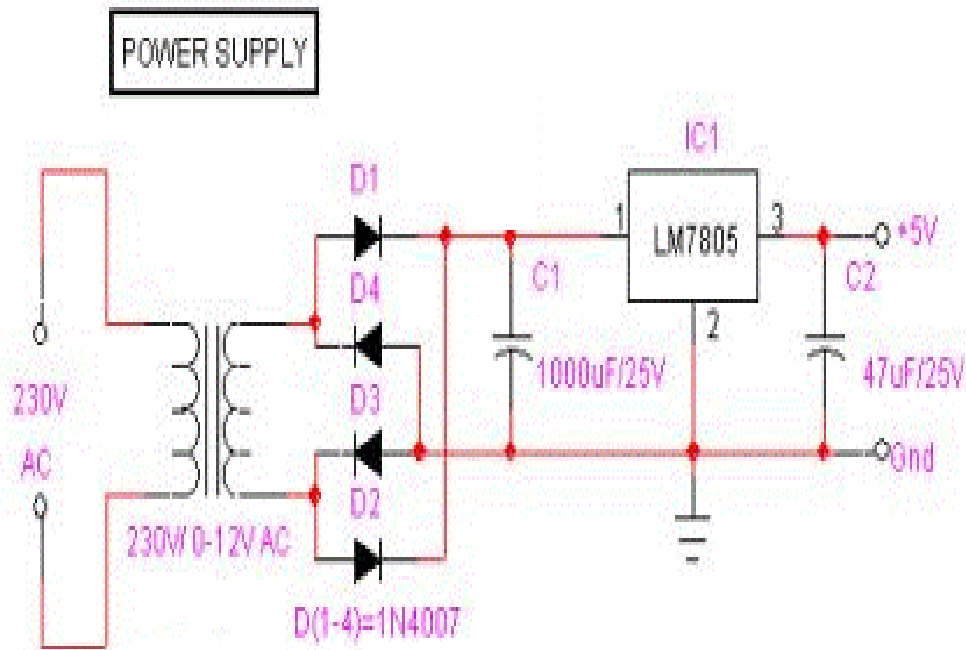 POWER SUPPLY
IC1
D1
1
LM7805
3
*5V
D4
C1
C2
2
230V
1000uF/25V
47uF/25V
D3
AC
Gnd
D2
230V/ 0-12V AC
D(1-4)=1N4007